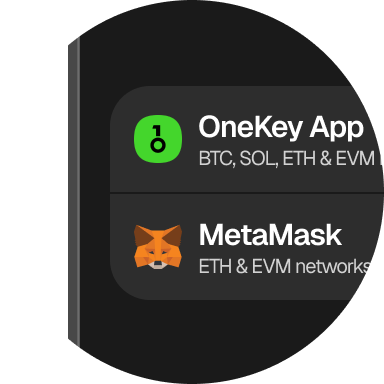 OneKey App
BTC, SOL, ETH & EVM
MetaMask
ETH & EVM networks